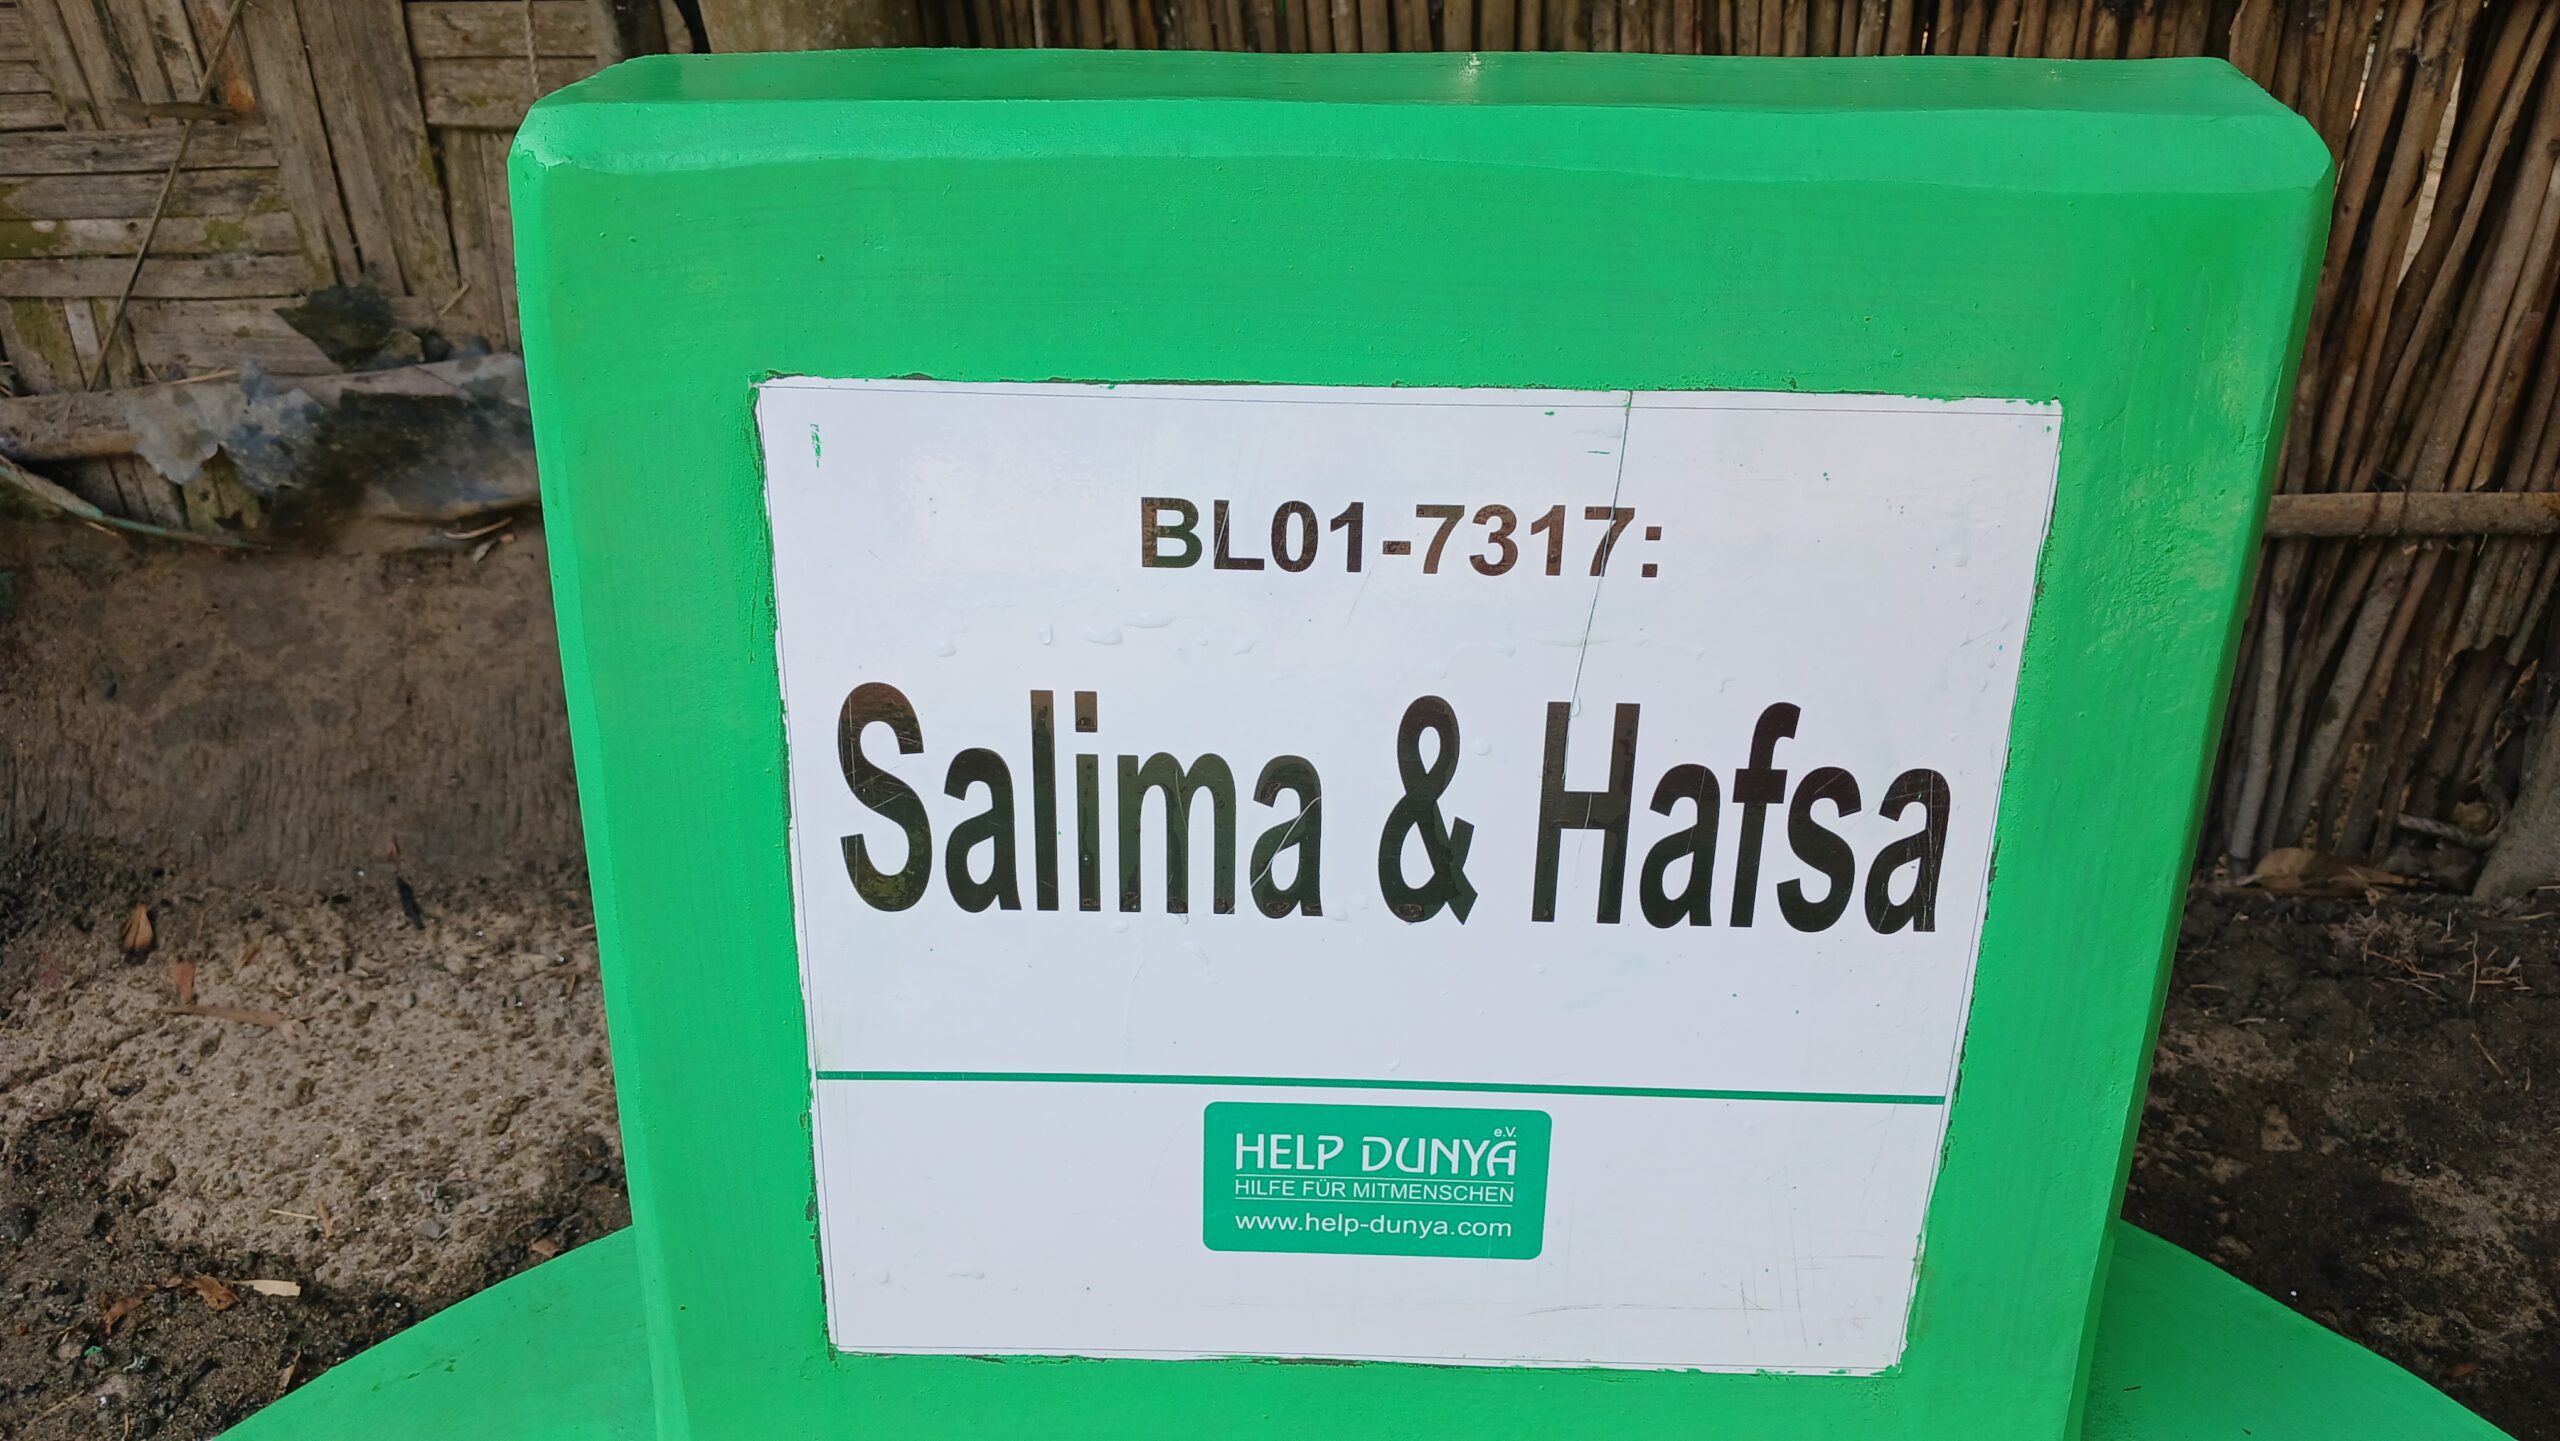 BL01-7317:
Salima & Hafsa
HELP DUNYA e.V.
HILFE FÜR MITMENSCHEN
www.help-dunya.com